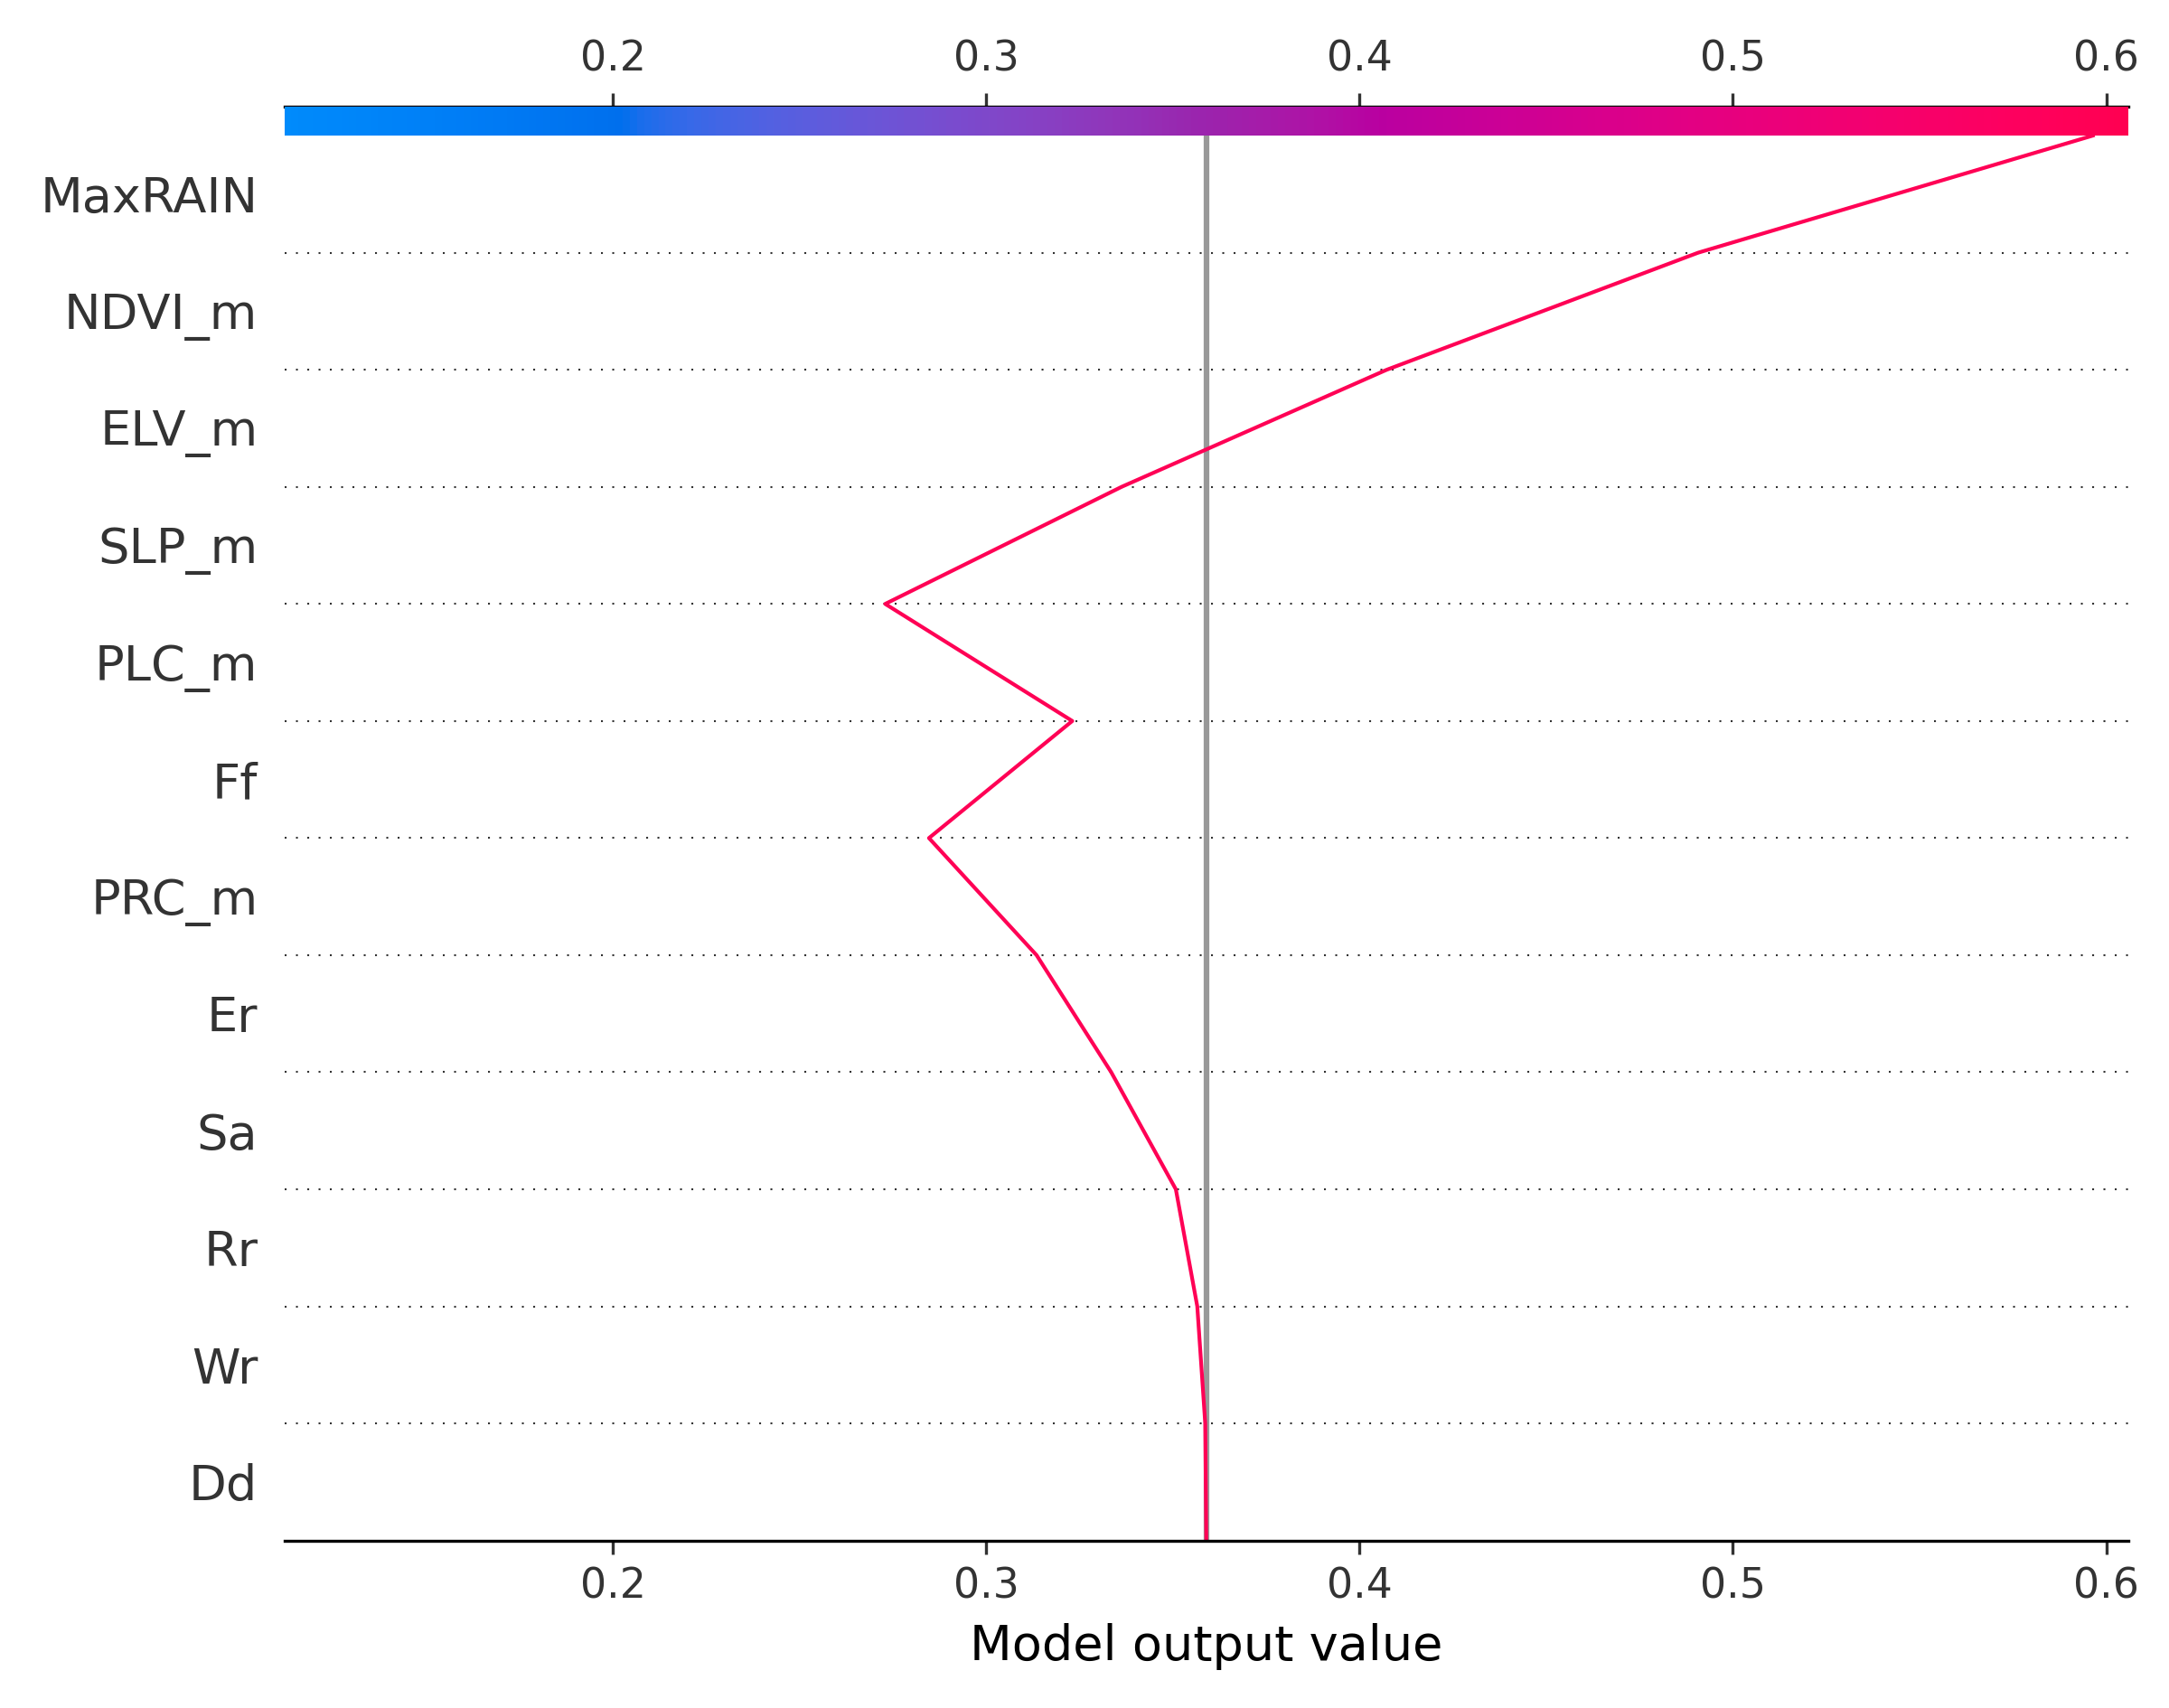 0.2 0.3 0.4 0.5 0.6
MaxRAIN
NDVI_m
ELV_m
SLP_m
PLC_m
Ff
PRC_m
Er
Sa
Rr
Wr
Dd
0.2 0.3 0.4 0.5 0.6
Model output value